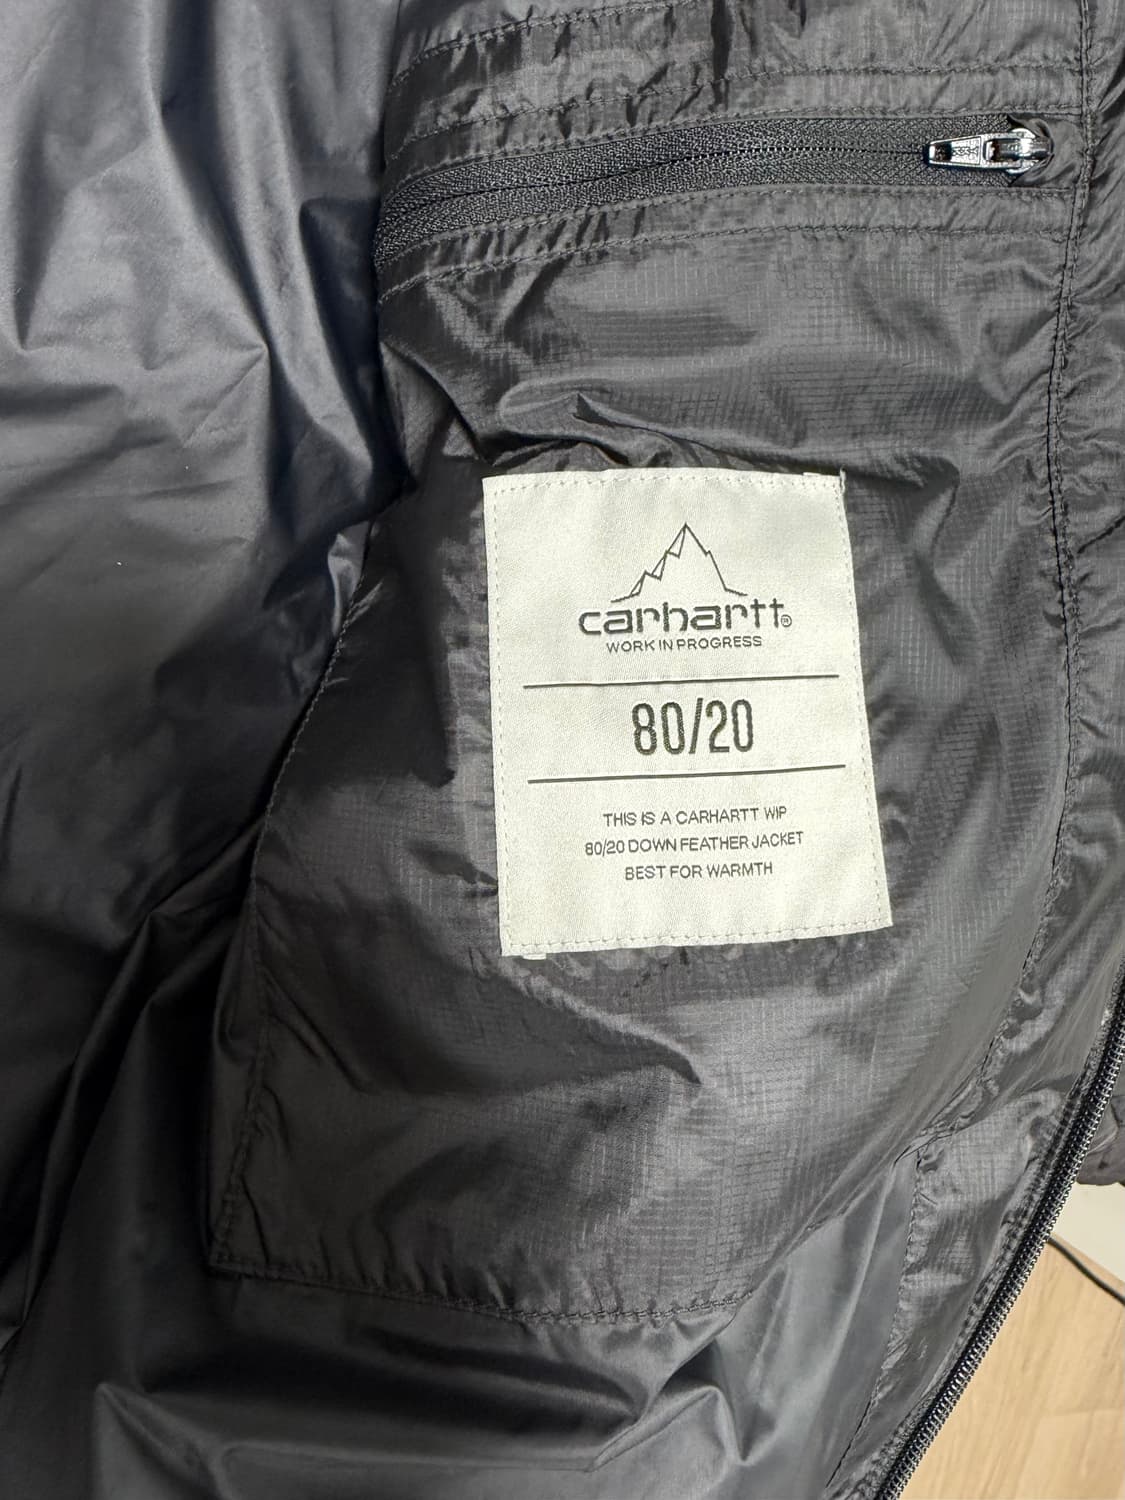 carhartt®
WORK IN PROGRESS
80/20
THIS IS A CARHARTT WIP
80/20 DOWN FEATHER JACKET
BEST FOR WARMTH